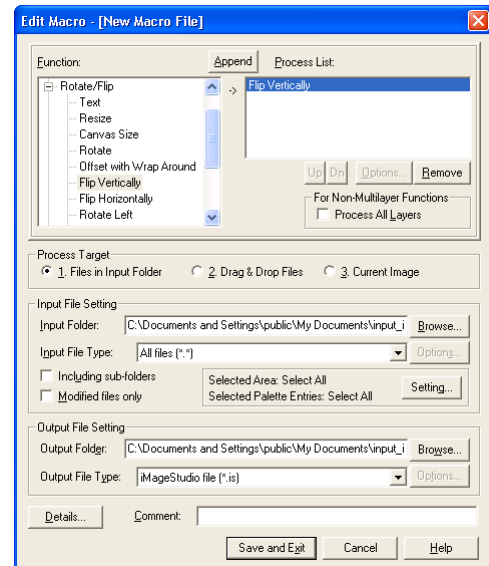 Edit Macro - [New Macro File]
Function:
Append
Process List:
Rotate/Flip
Text
Resize
Canvas Size
Rotate
Offset with Wrap Around
Flip Vertically
Flip Horizontally
Rotate Left
->
Flip Vertically
Up
Dn
Options...
Remove
For Non-Multilayer Functions
Process All Layers
Process Target
1. Files in Input Folder
2. Drag & Drop Files
3. Current Image
Input File Setting
Input Folder:
C:\Documents and Settings\public\My Documents\input_i
Browse...
Input File Type:
All files (*.*)
Options...
Including sub-folders
Modified files only
Selected Area: Select All
Selected Palette Entries: Select All
Setting...
Output File Setting
Output Folder:
C:\Documents and Settings\public\My Documents\input_i
Browse...
Output File Type:
iMageStudio file (*.is)
Options...
Details...
Comment:
Save and Exit
Cancel
Help